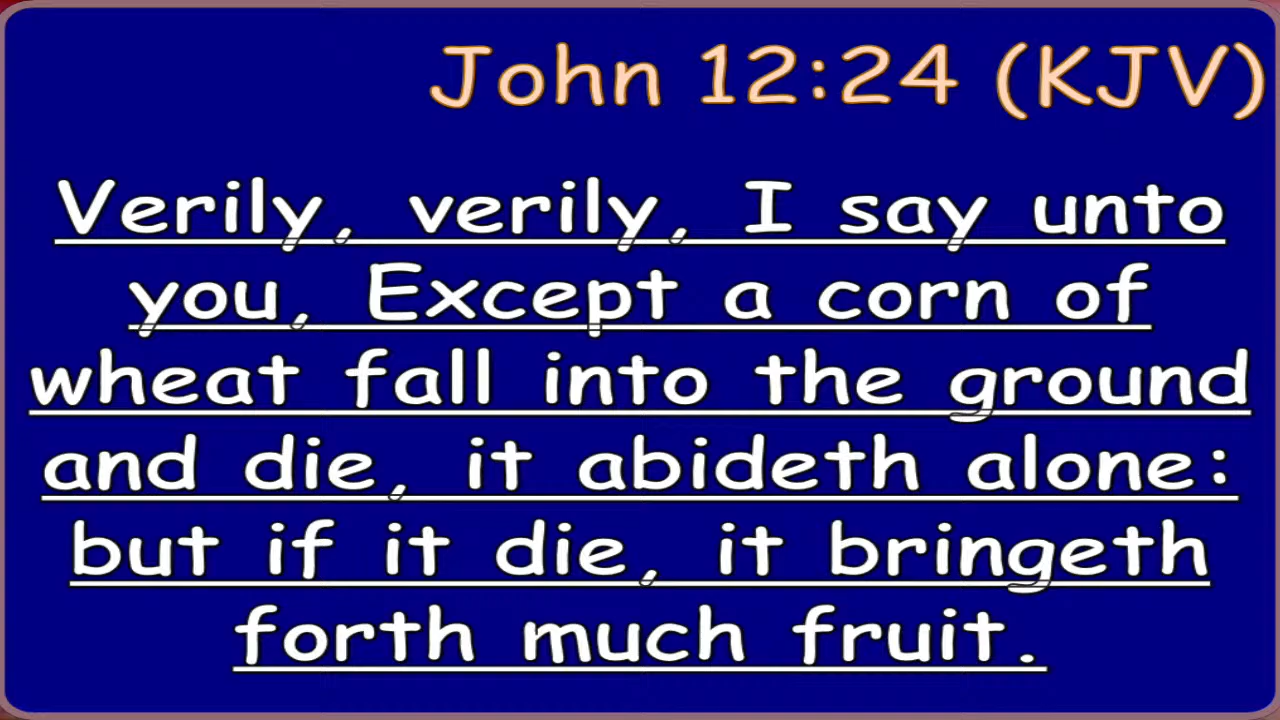 John 12:24 (KJV)
Verily, verily, I say unto
you, Except a corn of
wheat fall into the ground
and die, it abideth alone:
but if it die, it bringeth
forth much fruit.